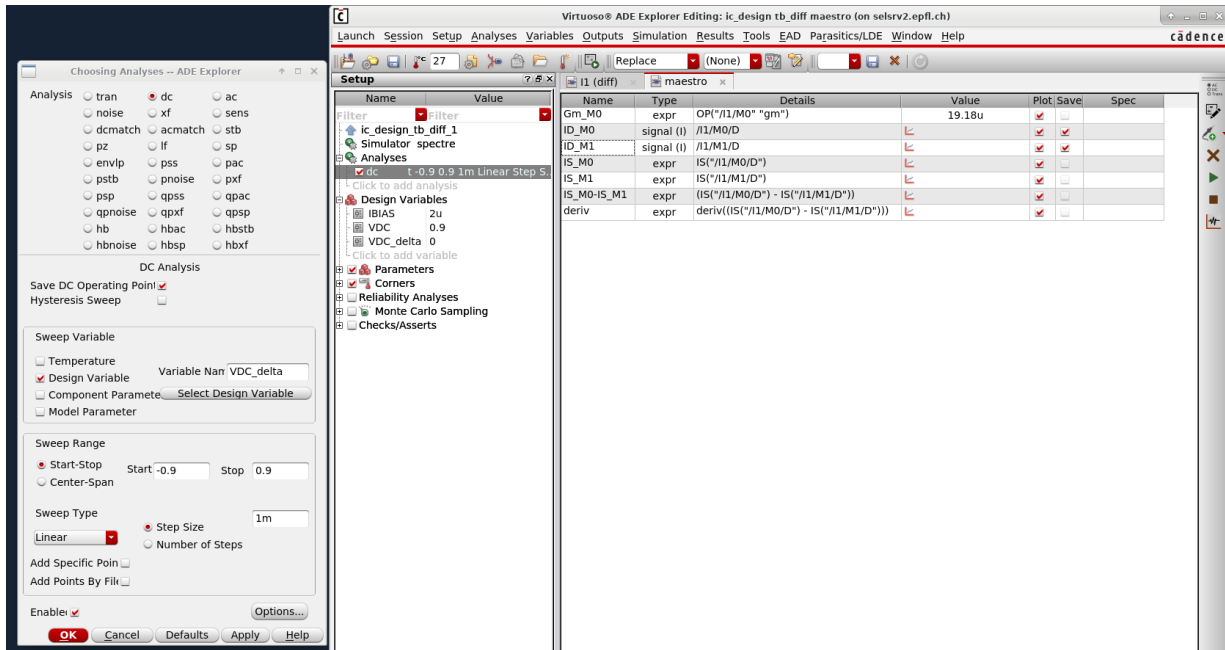 Virtuoso® ADE Explorer Editing: ic_design tb_diff maestro (on selsrv2.epfl.ch)
Launch Session Setup Analyses Variables Outputs Simulation Results Tools EAD Parasitics/LDE Window Help
cādence
27 Replace (None)
Choosing Analyses -- ADE Explorer
Analysis tran dc ac
noise xf sens
dcmatch acmatch stb
pz lf sp
envlp pss pac
pstb pnoise pxf
psp qpss qpac
qpnoise qpxf qpsp
hb hbac hbstb
hbnoise hbsp hbxf
DC Analysis
Save DC Operating Point
Hysteresis Sweep
Sweep Variable
Temperature
Design Variable Variable Nam VDC_delta
Component Paramete Select Design Variable
Model Parameter
Sweep Range
Start-Stop Start -0.9 Stop 0.9
Center-Span
Sweep Type
Linear Step Size 1m
Number of Steps
Add Specific Poin
Add Points By File
Enable Options...
OK Cancel Defaults Apply Help
Setup
Name Value
Filter Filter
ic_design_tb_diff_1
Simulator spectre
Analyses
dc t -0.9 0.9 1m Linear Step S...
Click to add analysis
Design Variables
IBIAS 2u
VDC 0.9
VDC_delta 0
Click to add variable
Parameters
Corners
Reliability Analyses
Monte Carlo Sampling
Checks/Asserts
I1 (diff) maestro
Name Type Details Value Plot Save Spec
Gm_M0 expr OP("/I1/M0" "gm") 19.18u
ID_M0 signal (I) /I1/M0/D
ID_M1 signal (I) /I1/M1/D
IS_M0 expr IS("/I1/M0/D")
IS_M1 expr IS("/I1/M1/D")
IS_M0-IS_M1 expr (IS("/I1/M0/D") - IS("/I1/M1/D"))
deriv expr deriv((IS("/I1/M0/D") - IS("/I1/M1/D")))